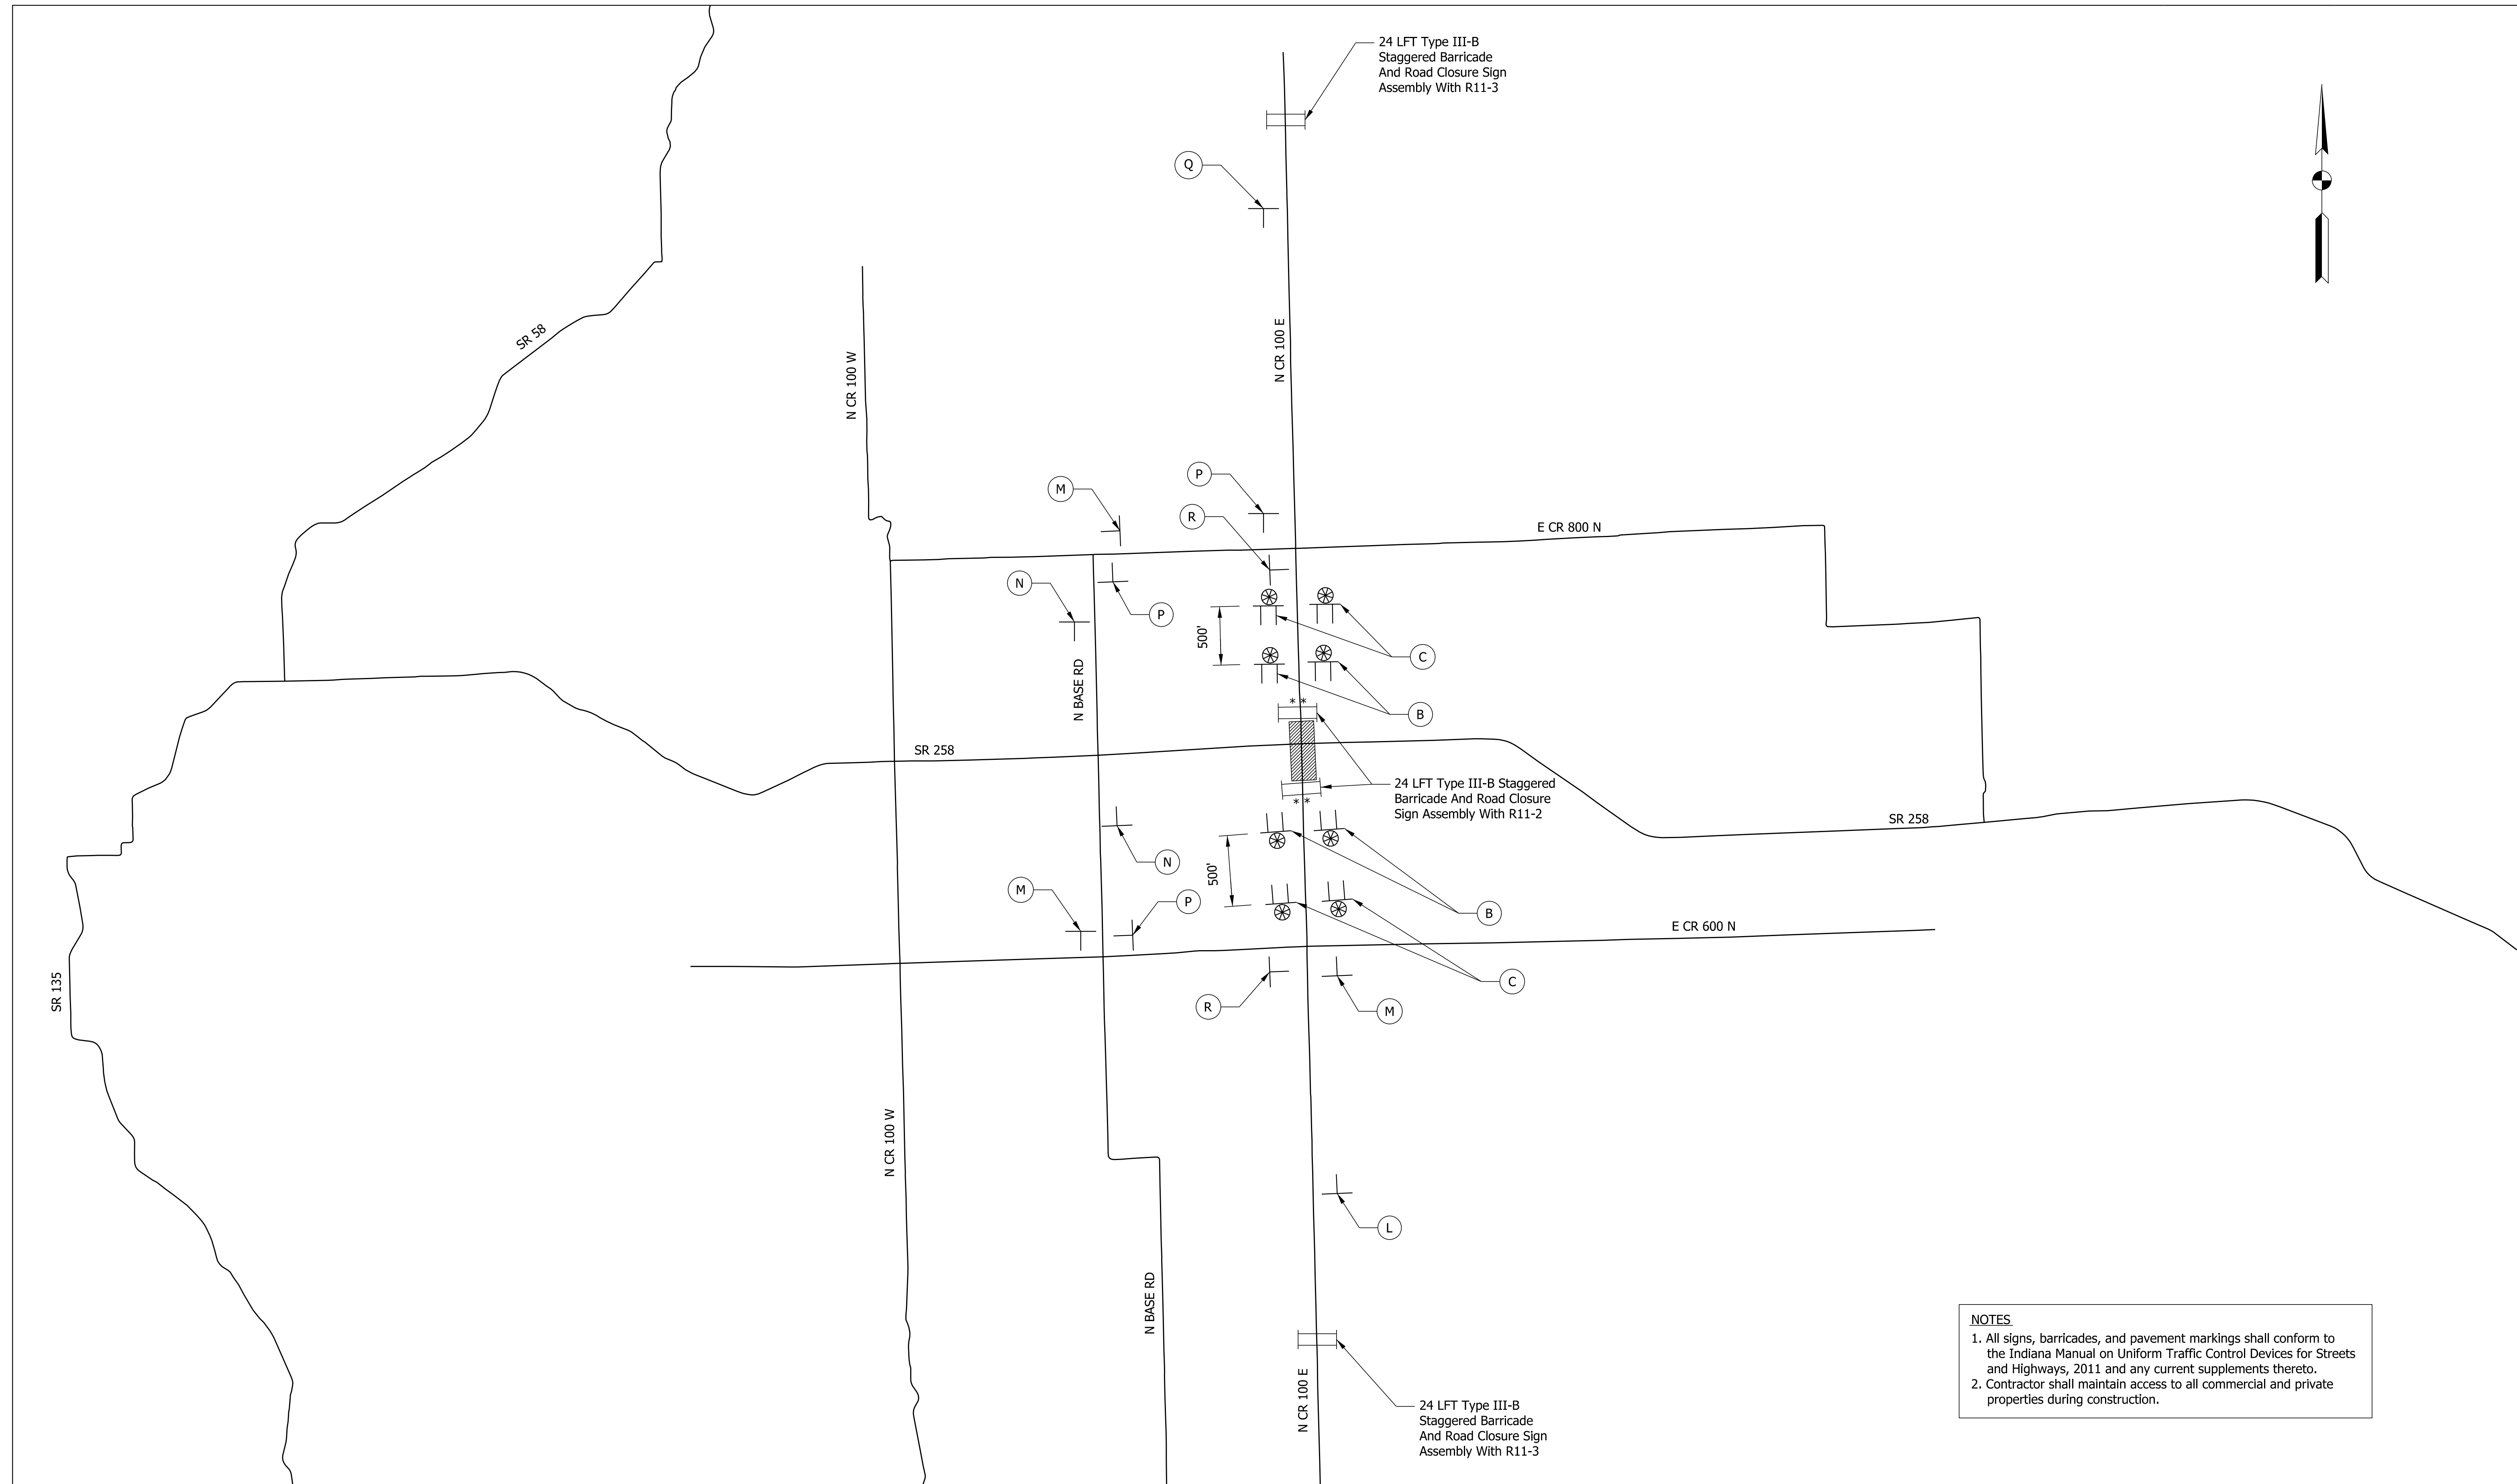 24 LFT Type III-B
Staggered Barricade
And Road Closure Sign
Assembly With R11-3
Q
SR 58
N CR 100 W
N CR 100 E
P
M
R
E CR 800 N
N
P
500'
C
N BASE RD
B
* *
SR 258
24 LFT Type III-B Staggered
Barricade And Road Closure
Sign Assembly With R11-2
* *
SR 258
N
500'
M
P
B
E CR 600 N
SR 135
C
R
M
N CR 100 W
L
N BASE RD
N CR 100 E
24 LFT Type III-B
Staggered Barricade
And Road Closure Sign
Assembly With R11-3
NOTES
1. All signs, barricades, and pavement markings shall conform to
the Indiana Manual on Uniform Traffic Control Devices for Streets
and Highways, 2011 and any current supplements thereto.
2. Contractor shall maintain access to all commercial and private
properties during construction.